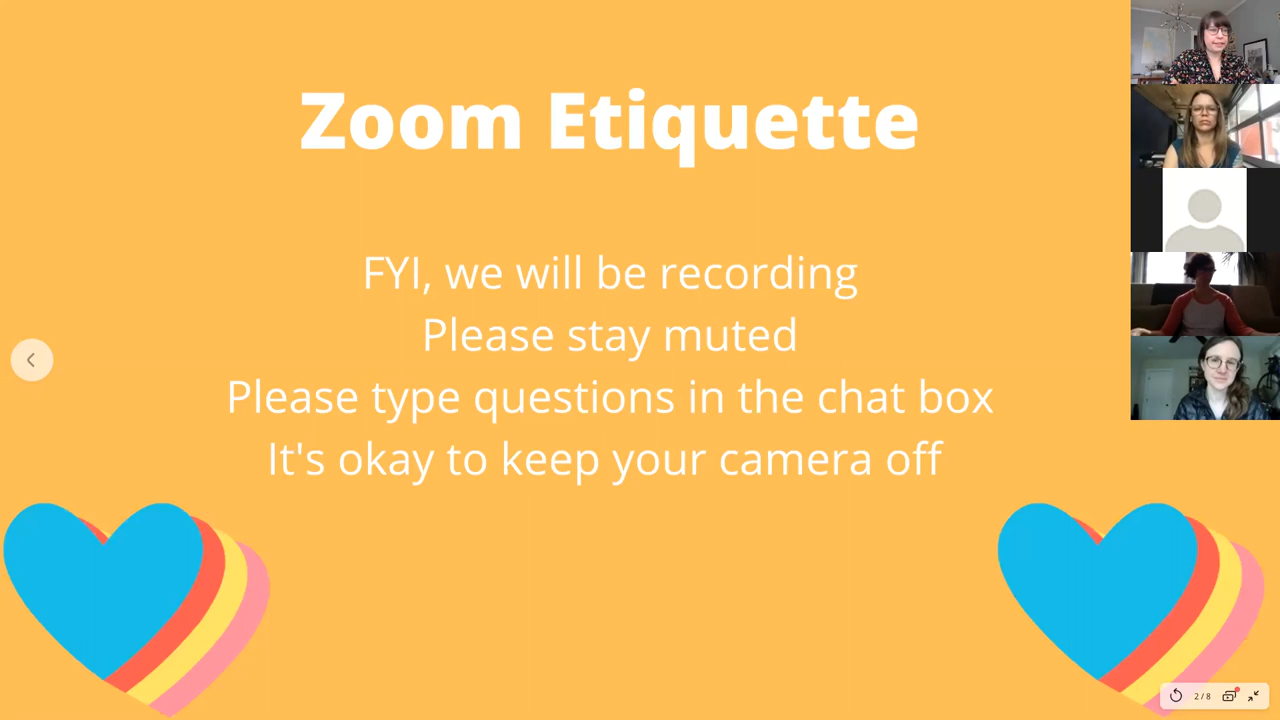 Zoom Etiquette
FYI, we will be recording
Please stay muted
Please type questions in the chat box
It's okay to keep your camera off
2/8